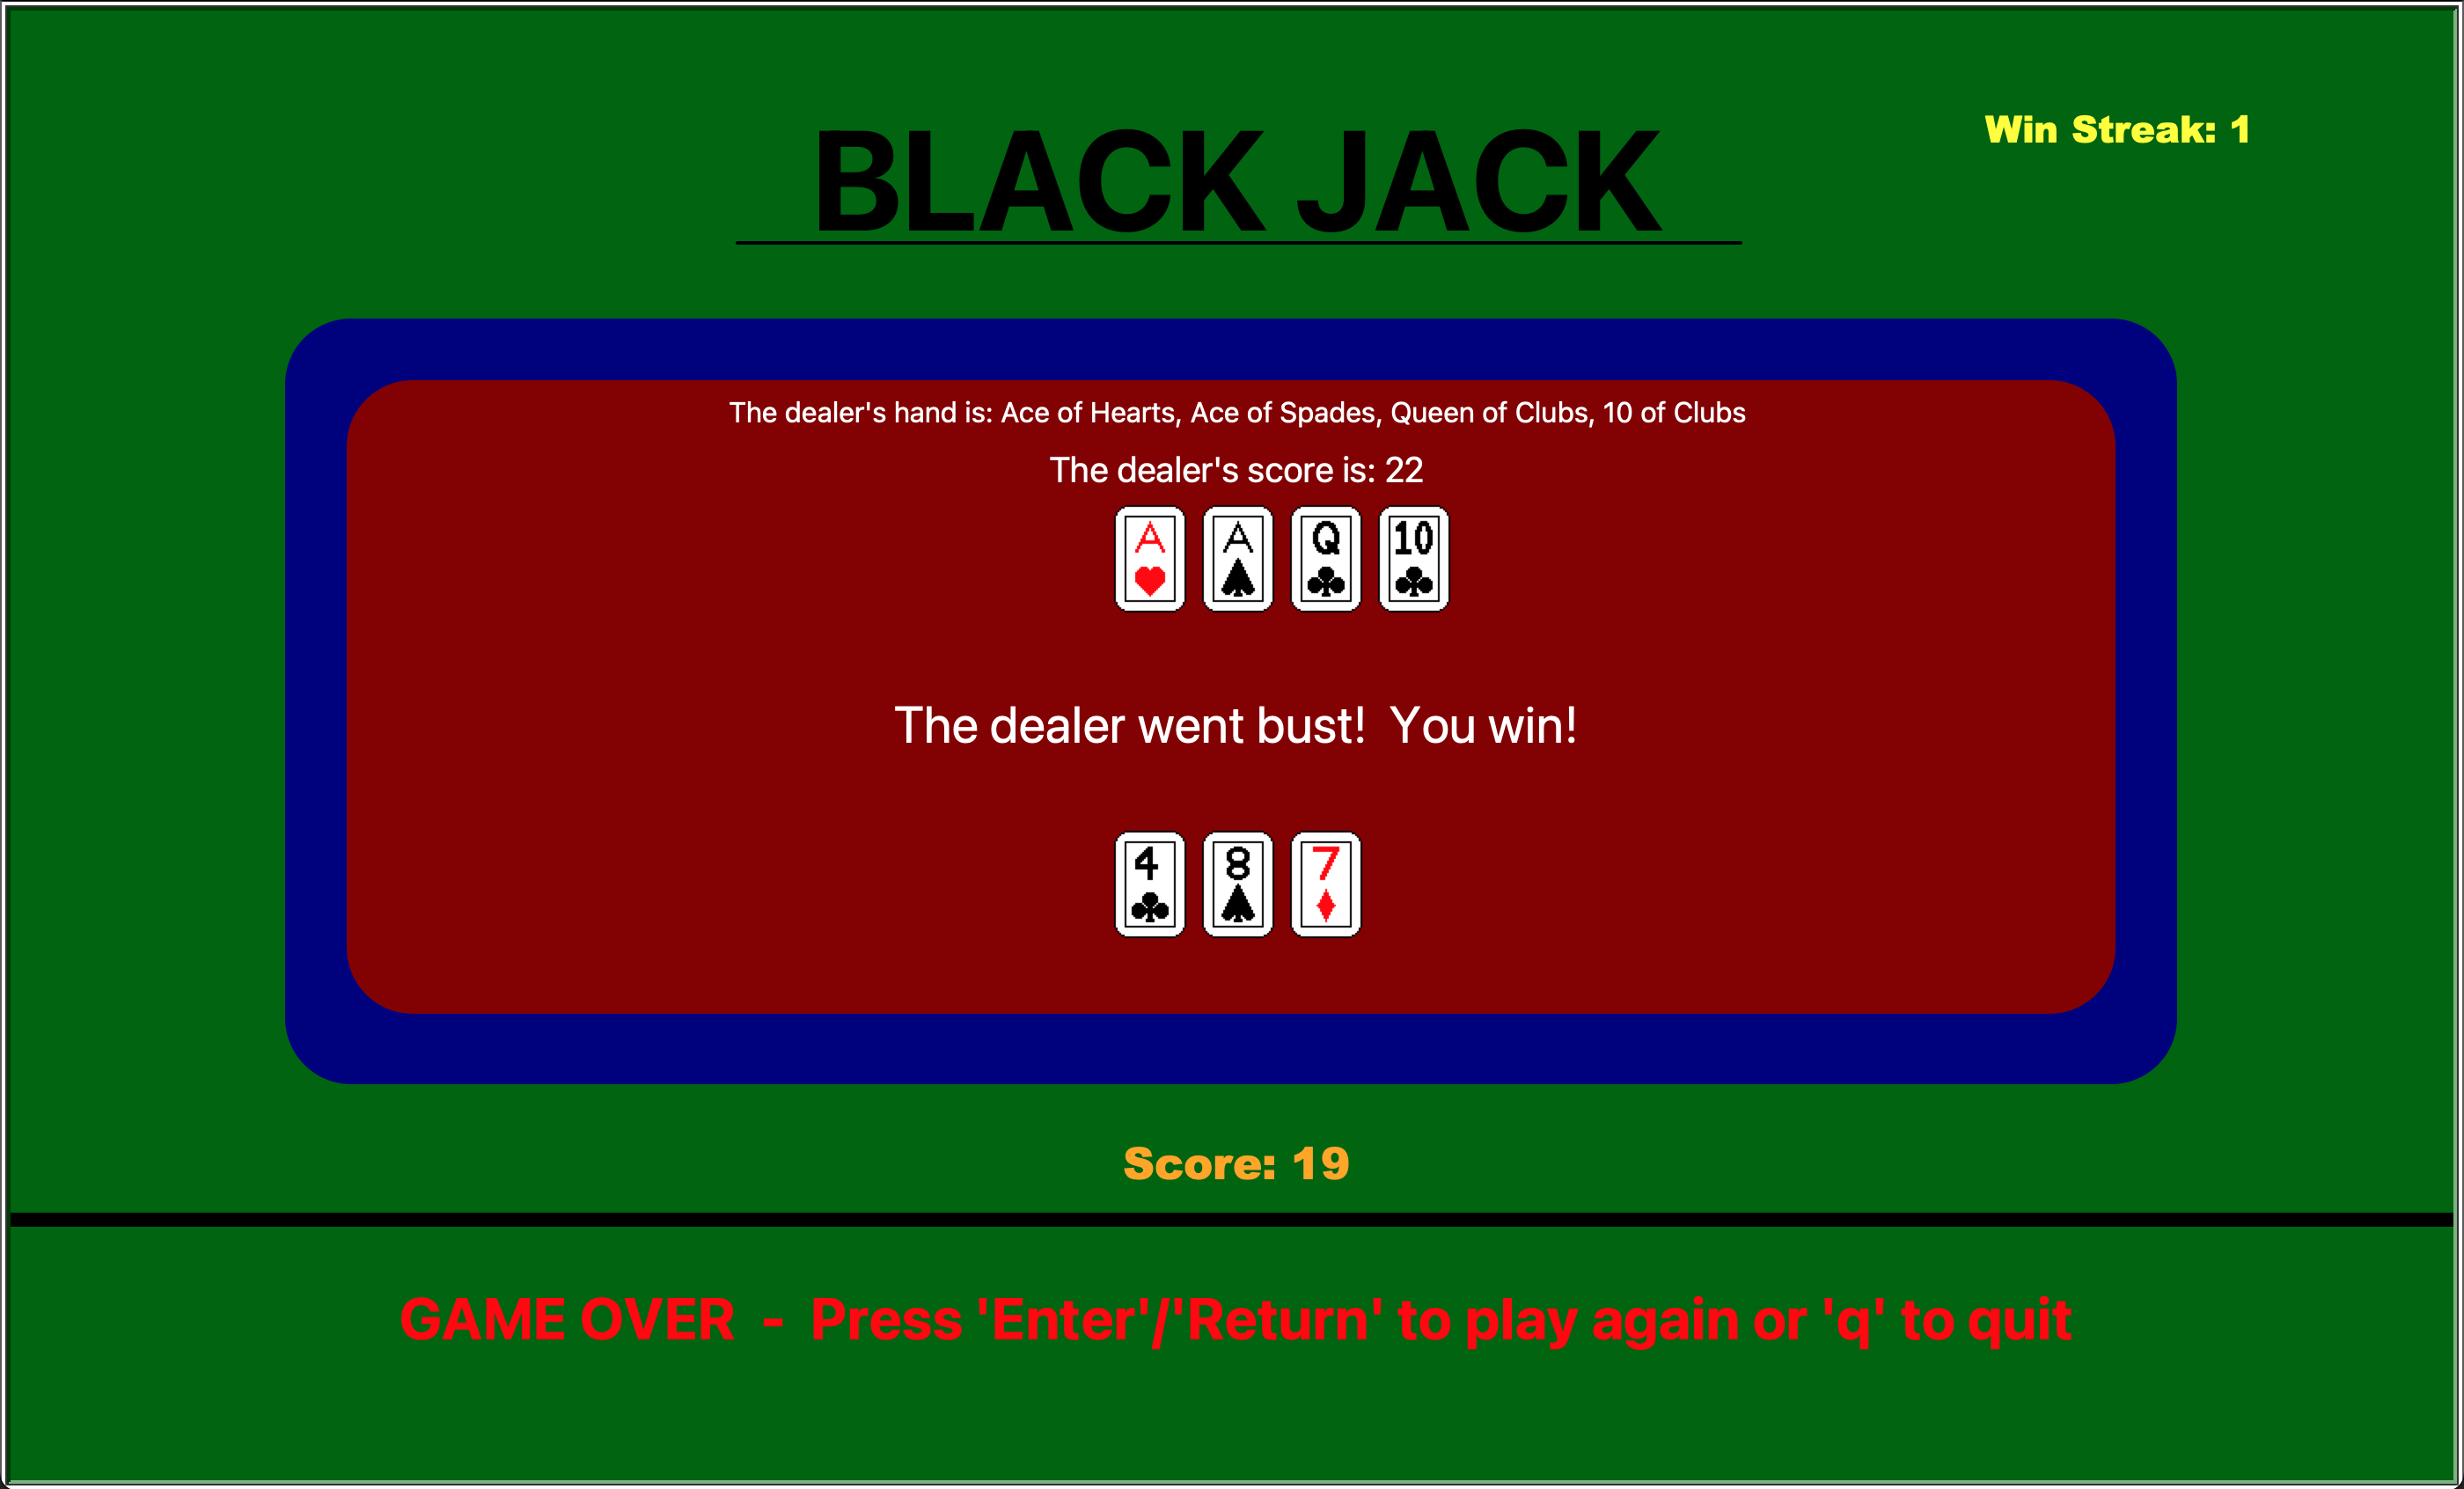 Win Streak: 1
BLACK JACK
The dealer's hand is: Ace of Hearts, Ace of Spades, Queen of Clubs, 10 of Clubs
The dealer's score is: 22
A A Q 10
The dealer went bust!  You win!
4 8 7
Score: 19
GAME OVER  -  Press 'Enter'/'Return' to play again or 'q' to quit